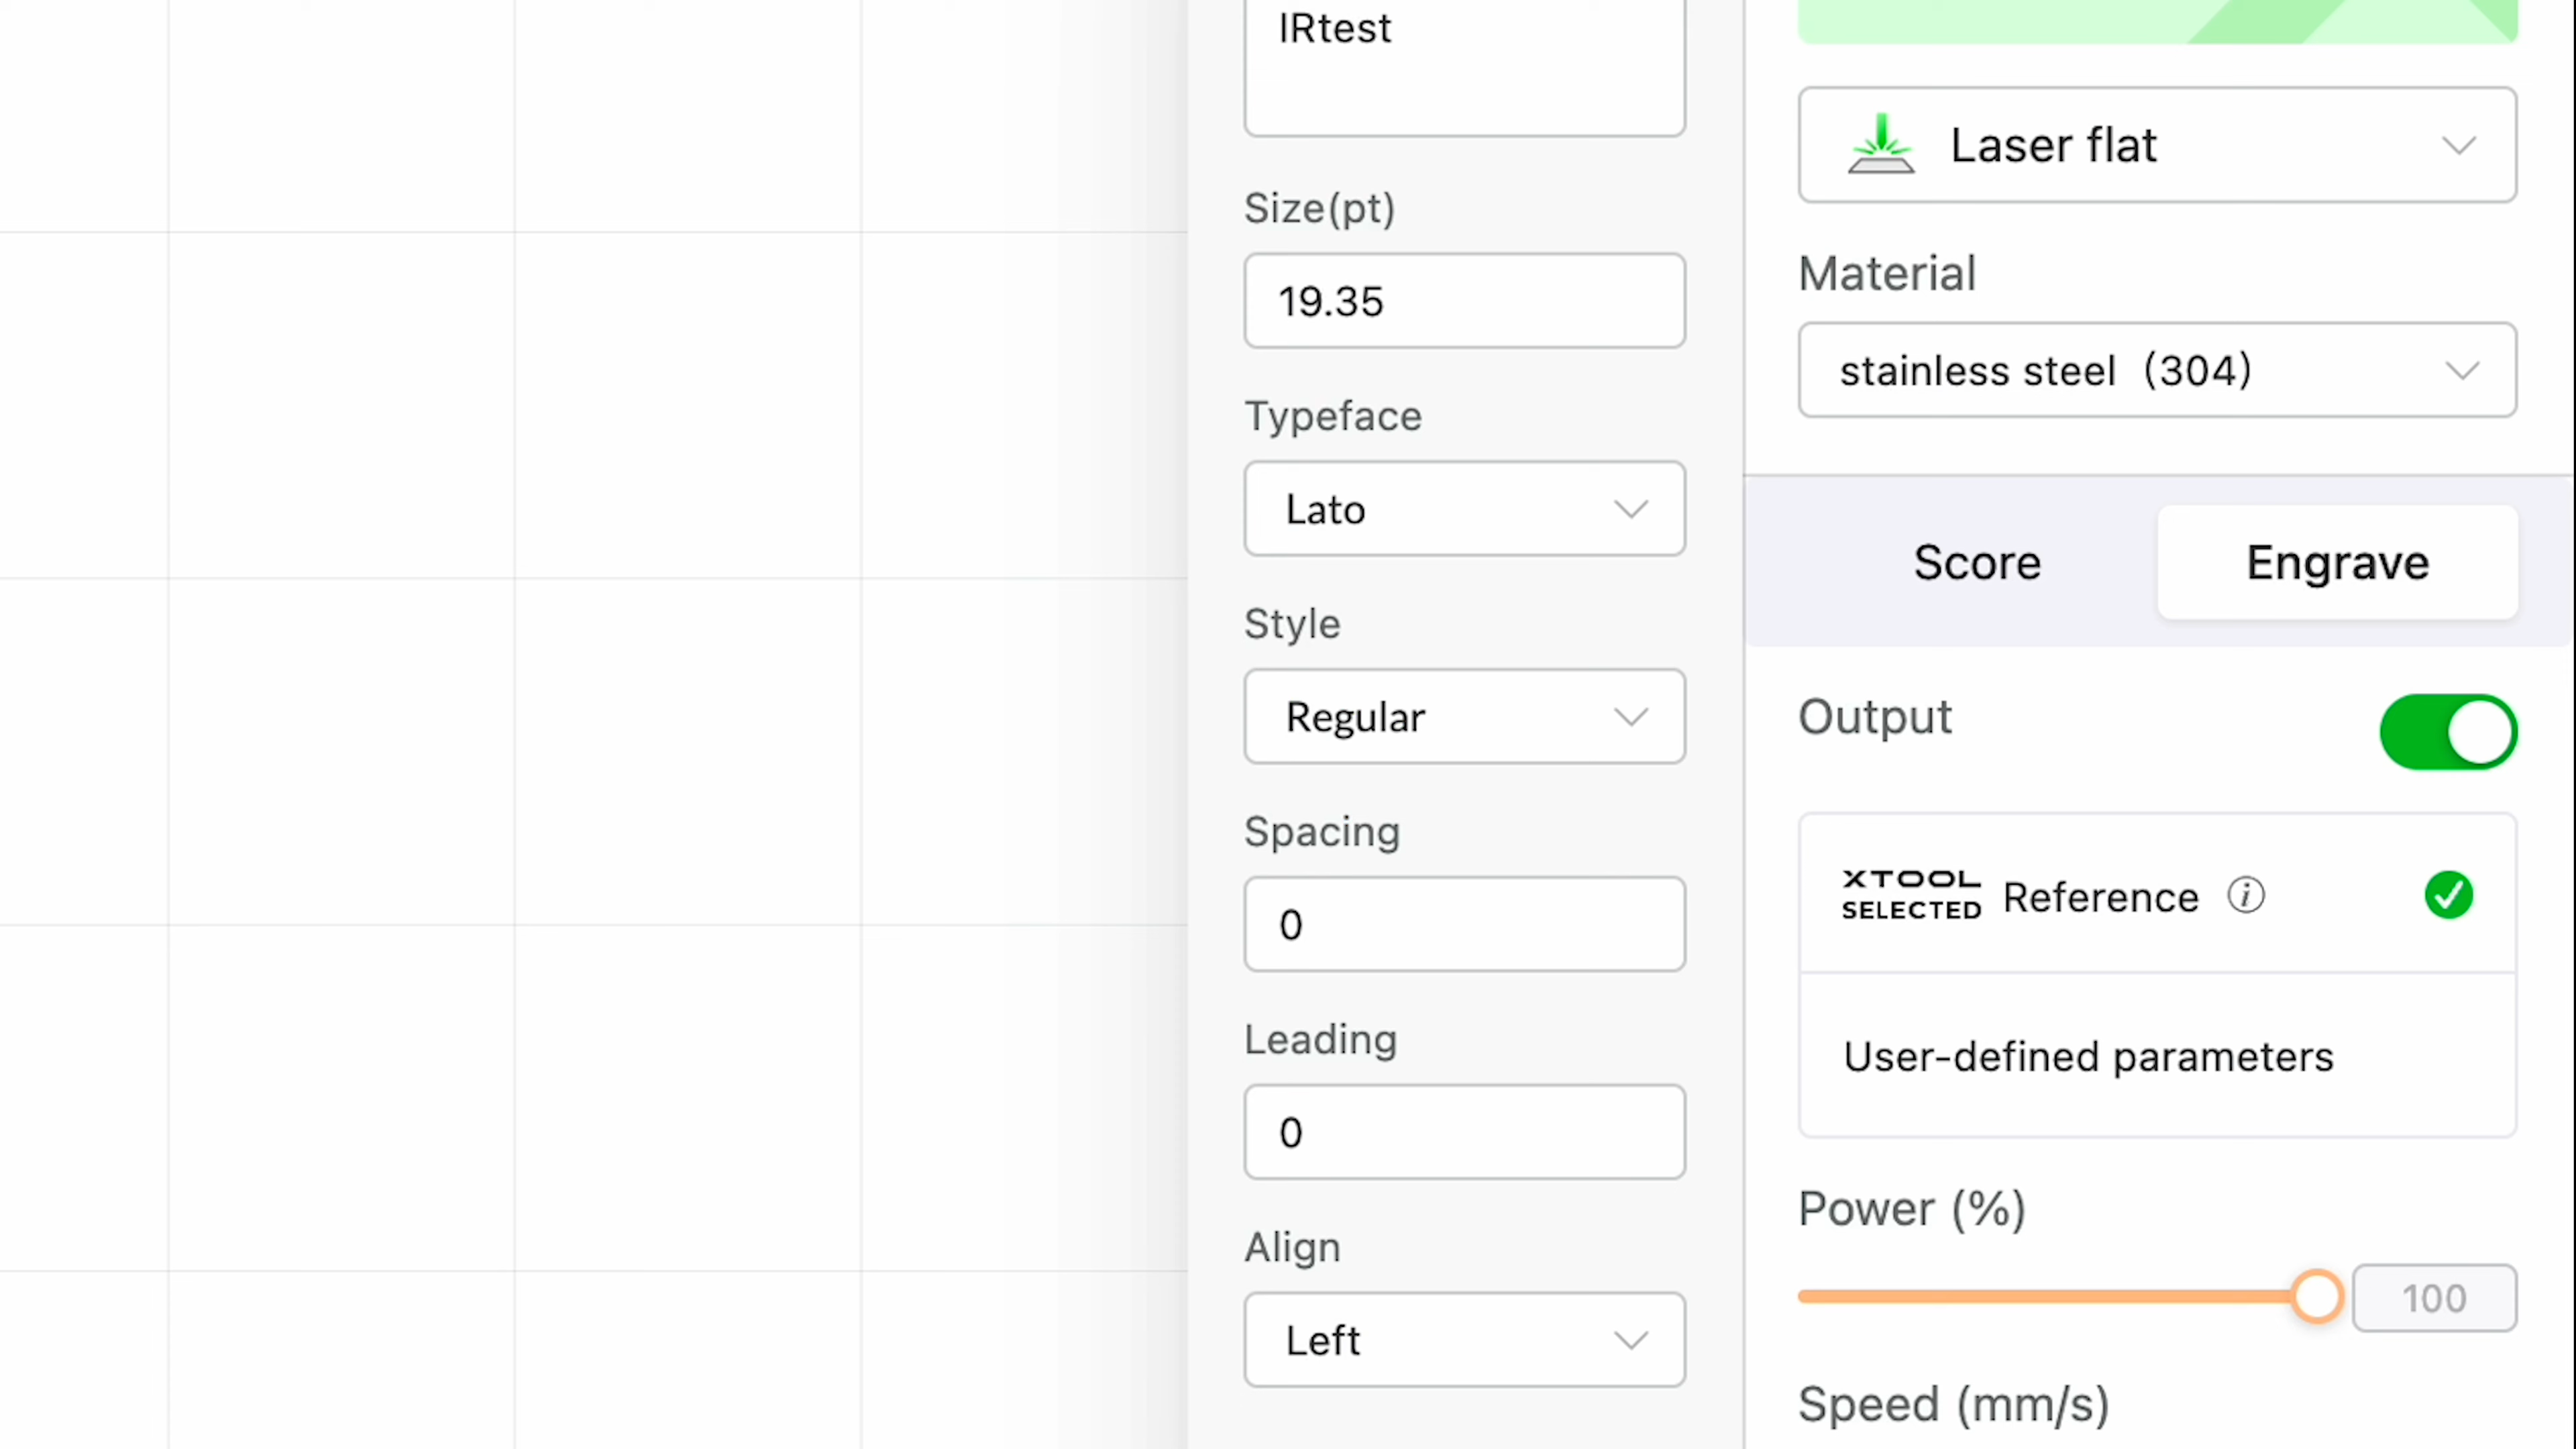 IRtest
Size(pt)
19.35
Typeface
Lato
Style
Regular
Spacing
0
Leading
0
Align
Left
Laser flat
Material
stainless steel (304)
Score
Engrave
Output
XTOOL
SELECTED
Reference
User-defined parameters
Power (%)
100
Speed (mm/s)